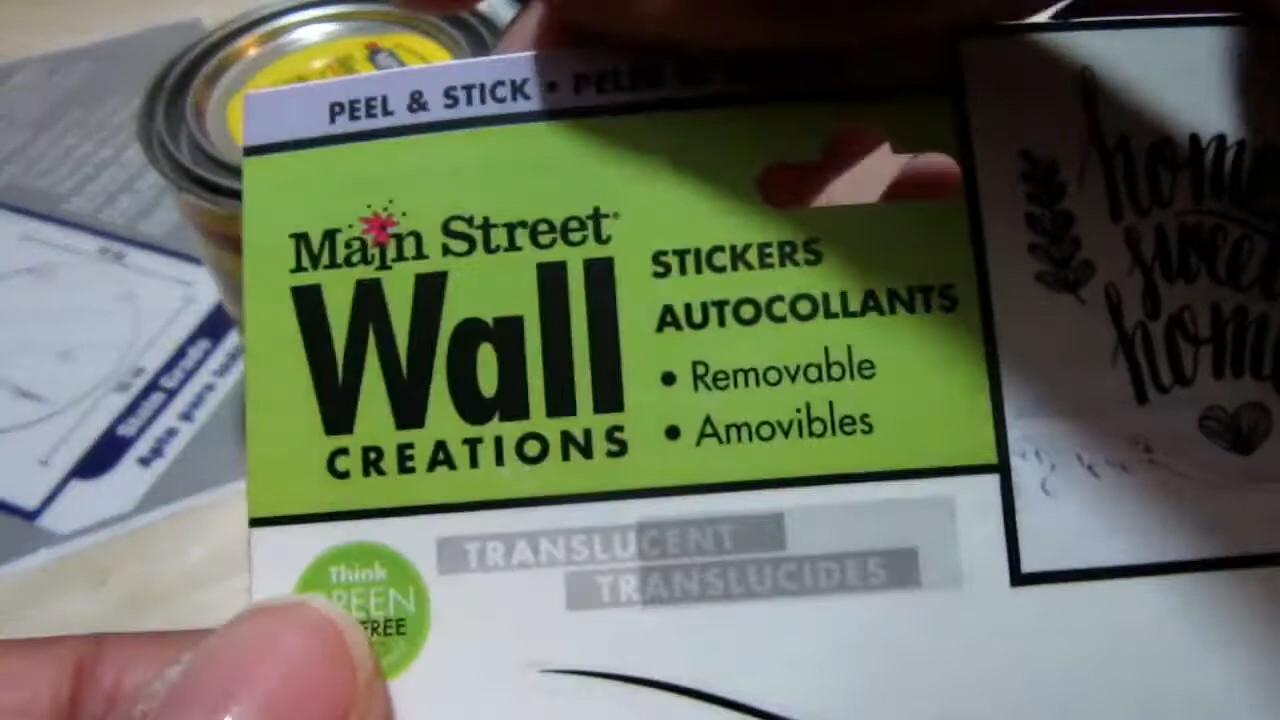 PEEL & STICK •
Main Street
Wall
CREATIONS
STICKERS
AUTOCOLLANTS
• Removable
• Amovibles
TRANSLUCENT
TRANSLUCIDES
Think
GREEN
FREE
home
sweet
home